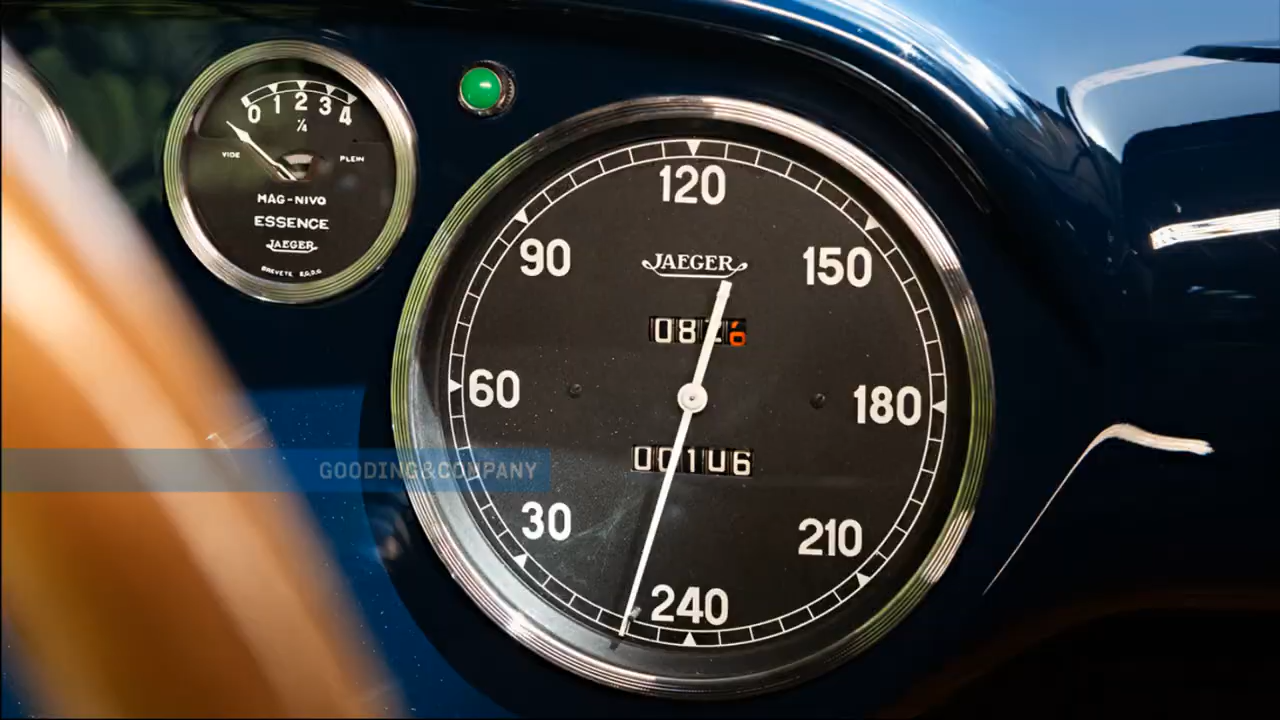 0 1 2 3 4
¼
VIDE PLEIN
MAG-NIVO
ESSENCE
JAEGER
120
90 150
JAEGER
6
60 180
GOODING&COMPANY
00106
30 210
240